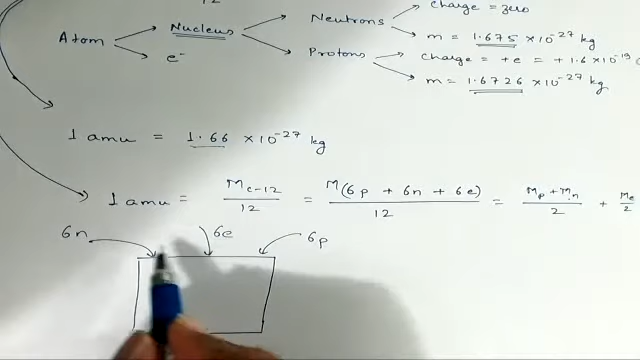 12
Atom
Nucleus
e⁻
Neutrons
Charge = zero
m = 1.675 × 10⁻²⁷ kg
Protons
Charge = +e = + 1.6 × 10⁻¹⁹
m = 1.6726 × 10⁻²⁷ kg
1 amu = 1.66 × 10⁻²⁷ kg
1 amu = M_C-12 / 12 = M(6p + 6n + 6e) / 12 = (Mp + Mn) / 2 + Me / 2
6n
6e
6p